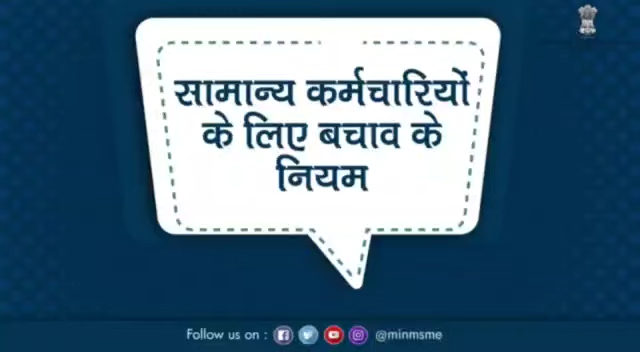 सामान्य कर्मचारियों
के लिए बचाव के
नियम
Follow us on :
@minmsme